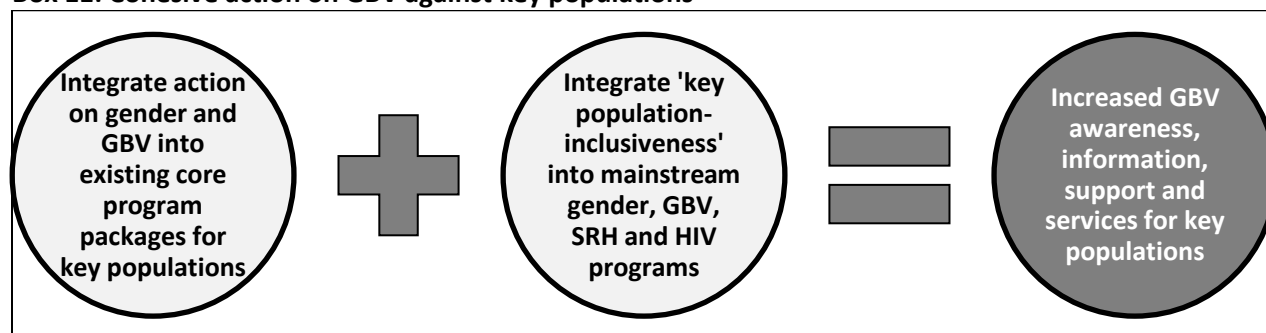 Box 11: Cohesive action on GBV against key populations
Integrate action
on gender and
GBV into
existing core
program
packages for
key populations
Integrate 'key
population-
inclusiveness'
into mainstream
gender, GBV,
SRH and HIV
programs
Increased GBV
awareness,
information,
support and
services for key
populations